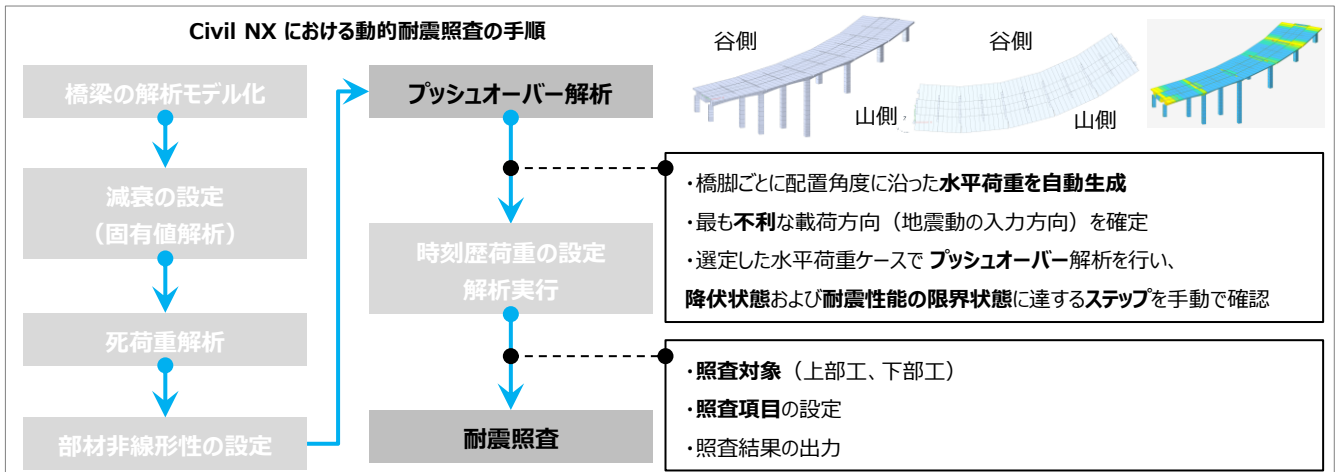 Civil NX における動的耐震照査の手順
橋梁の解析モデル化
減衰の設定
（固有値解析）
死荷重解析
部材非線形性の設定
プッシュオーバー解析
時刻歴荷重の設定
解析実行
耐震照査
谷側
山側
谷側
山側
・橋脚ごとに配置角度に沿った水平荷重を自動生成
・最も不利な載荷方向（地震動の入力方向）を確定
・選定した水平荷重ケースで プッシュオーバー解析を行い、
降伏状態および耐震性能の限界状態に達するステップを手動で確認
・照査対象（上部工、下部工）
・照査項目の設定
・照査結果の出力